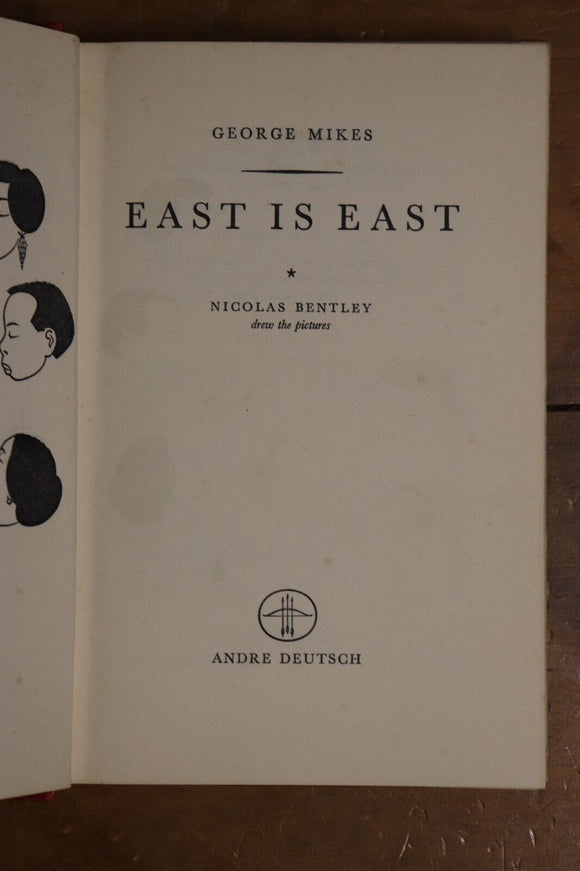 GEORGE MIKES
EAST IS EAST
*
NICOLAS BENTLEY
drew the pictures
ANDRE DEUTSCH